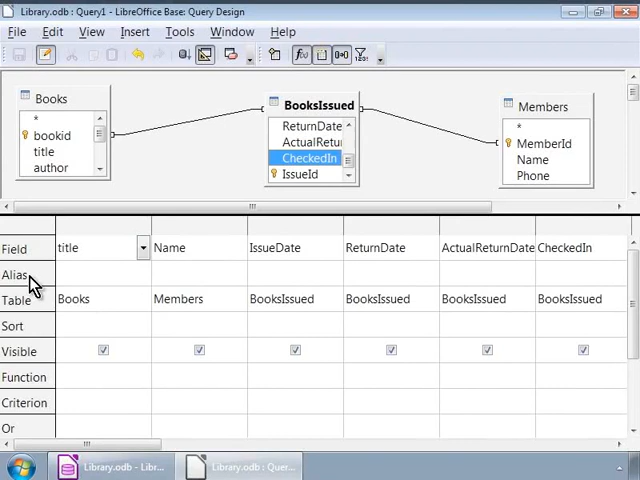 Library.odb : Query1 - LibreOffice Base: Query Design
File Edit View Insert Tools Window Help
Books
*
bookid
title
author
BooksIssued
ReturnDate
ActualRetur
CheckedIn
IssueId
Members
*
MemberId
Name
Phone
Field title Name IssueDate ReturnDate ActualReturnDate CheckedIn
Alias
Table Books Members BooksIssued BooksIssued BooksIssued BooksIssued
Sort
Visible
Function
Criterion
Or
Library.odb - Libr... Library.odb : Query...